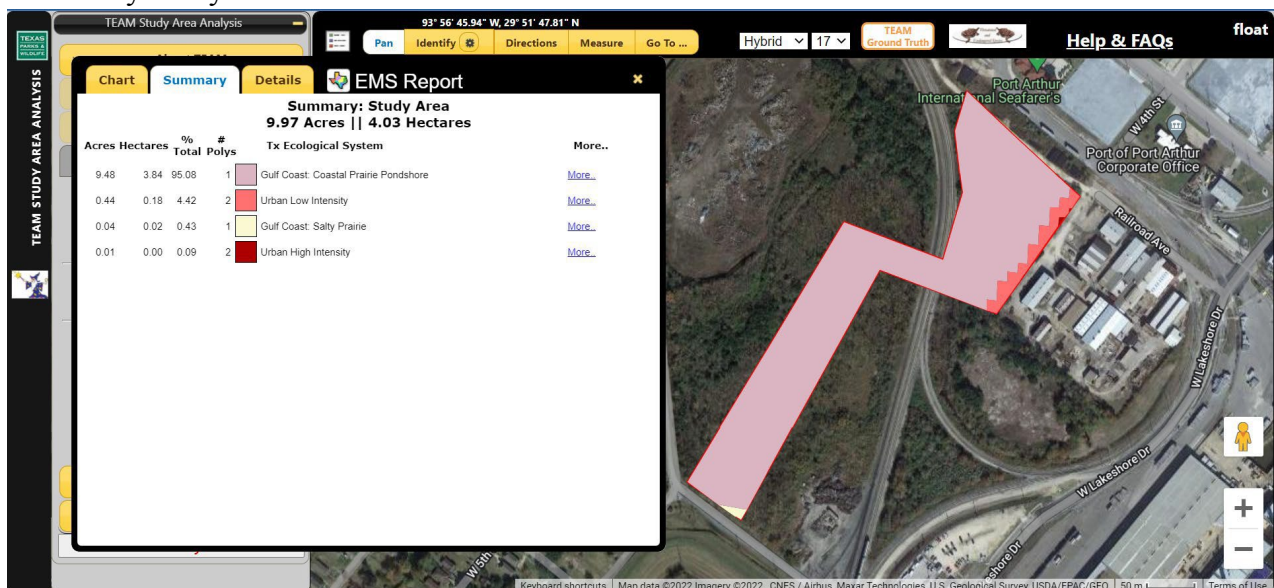 TEAM Study Area Analysis
TEXAS
PARKS &
WILDLIFE
TEAM STUDY AREA ANALYSIS
93° 56' 45.94" W, 29° 51' 47.81" N
Pan
Identify
Directions
Measure
Go To ...
Hybrid
17
TEAM
Ground Truth
Help & FAQs
float
Chart
Summary
Details
EMS Report
Summary: Study Area
9.97 Acres || 4.03 Hectares
Acres Hectares % Total # Polys Tx Ecological System More..
9.48 3.84 95.08 1 Gulf Coast: Coastal Prairie Pondshore More..
0.44 0.18 4.42 2 Urban Low Intensity More..
0.04 0.02 0.43 1 Gulf Coast: Salty Prairie More..
0.01 0.00 0.09 2 Urban High Intensity More..
Port Arthur
International Seafarer's
W 4th St
Port of Port Arthur
Corporate Office
Railroad Ave
W Lakeshore Dr
W Lakeshore Dr
W 5th
shore Dr
Keyboard shortcuts
Map data ©2022 Imagery ©2022, CNES / Airbus, Maxar Technologies, U.S. Geological Survey, USDA/FPAC/GEO
50 m
Terms of Use